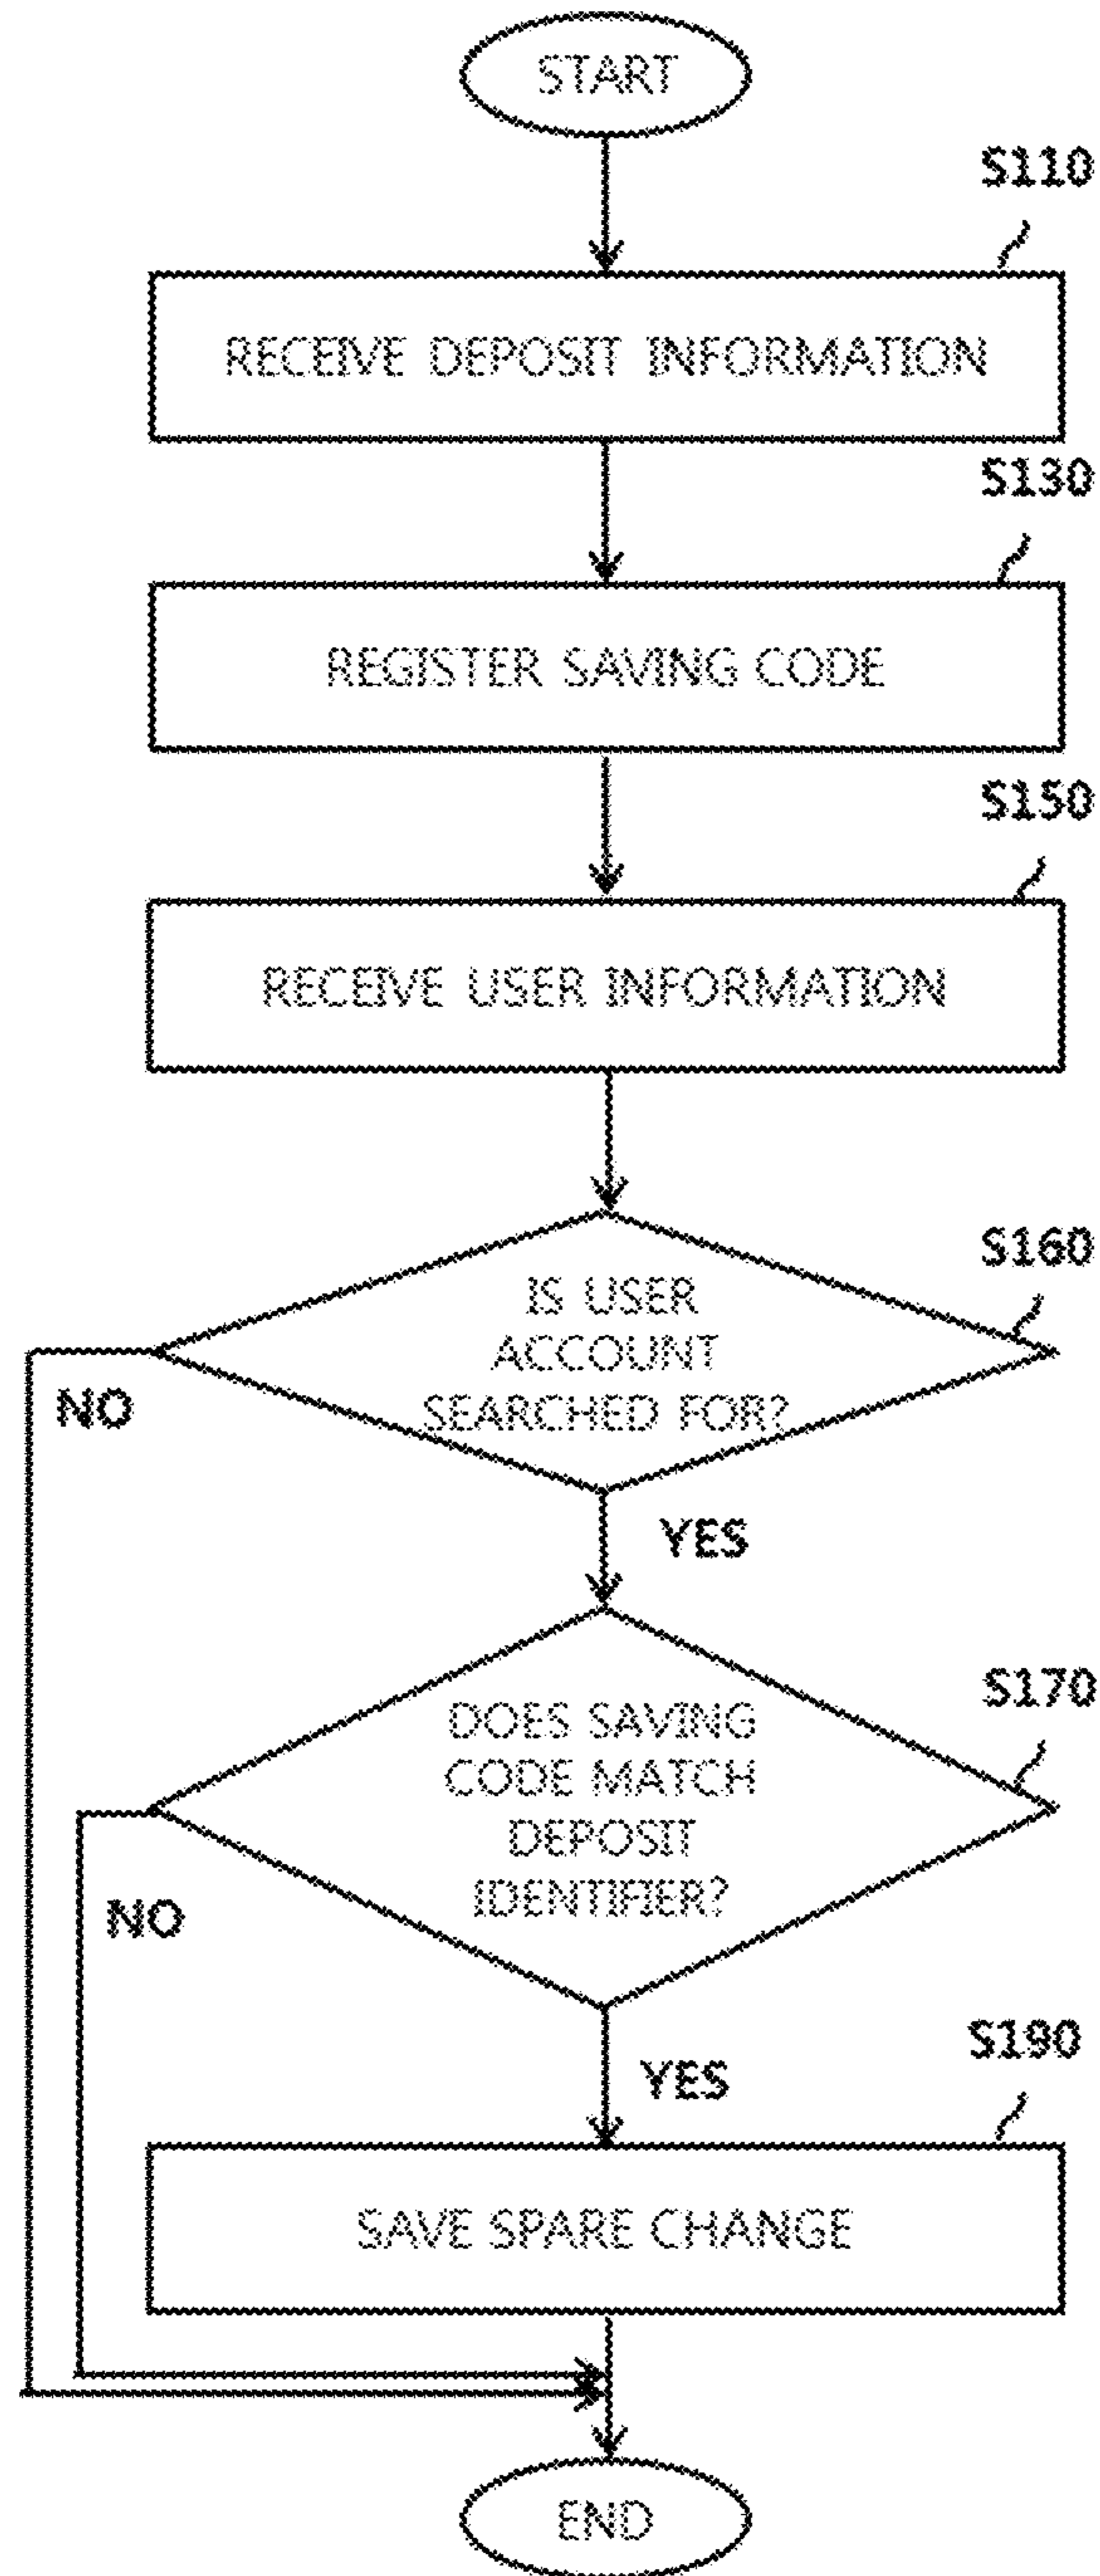 START
S110
RECEIVE DEPOSIT INFORMATION
S130
REGISTER SAVING CODE
S150
RECEIVE USER INFORMATION
S160
IS USER
ACCOUNT
SEARCHED FOR?
NO
YES
S170
DOES SAVING
CODE MATCH
DEPOSIT
IDENTIFIER?
NO
YES
S190
SAVE SPARE CHANGE
END